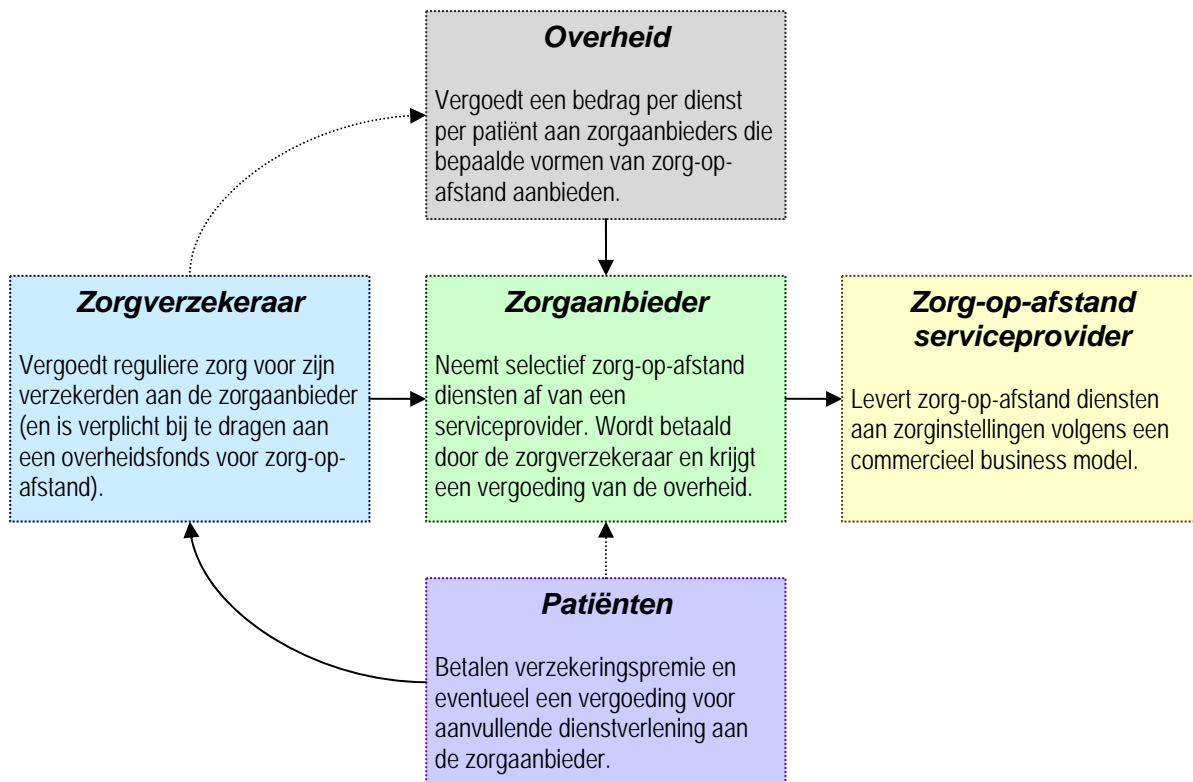 Overheid
Vergoedt een bedrag per dienst
per patiënt aan zorgaanbieders die
bepaalde vormen van zorg-op-
afstand aanbieden.
Zorgverzekeraar
Vergoedt reguliere zorg voor zijn
verzekerden aan de zorgaanbieder
(en is verplicht bij te dragen aan
een overheidsfonds voor zorg-op-
afstand).
Zorgaanbieder
Neemt selectief zorg-op-afstand
diensten af van een
serviceprovider. Wordt betaald
door de zorgverzekeraar en krijgt
een vergoeding van de overheid.
Zorg-op-afstand
serviceprovider
Levert zorg-op-afstand diensten
aan zorginstellingen volgens een
commercieel business model.
Patiënten
Betalen verzekeringspremie en
eventueel een vergoeding voor
aanvullende dienstverlening aan
de zorgaanbieder.